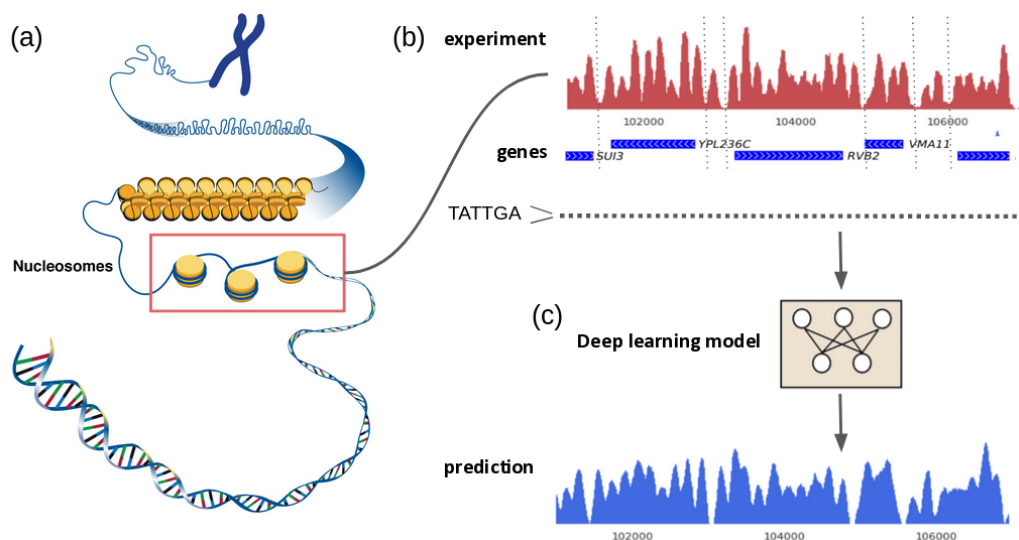 (a)
Nucleosomes
(b)
experiment
102000 104000 106000
genes
YPL236C VMA11
SUI3 RVB2
TATTGA
(c)
Deep learning model
prediction
102000 104000 106000